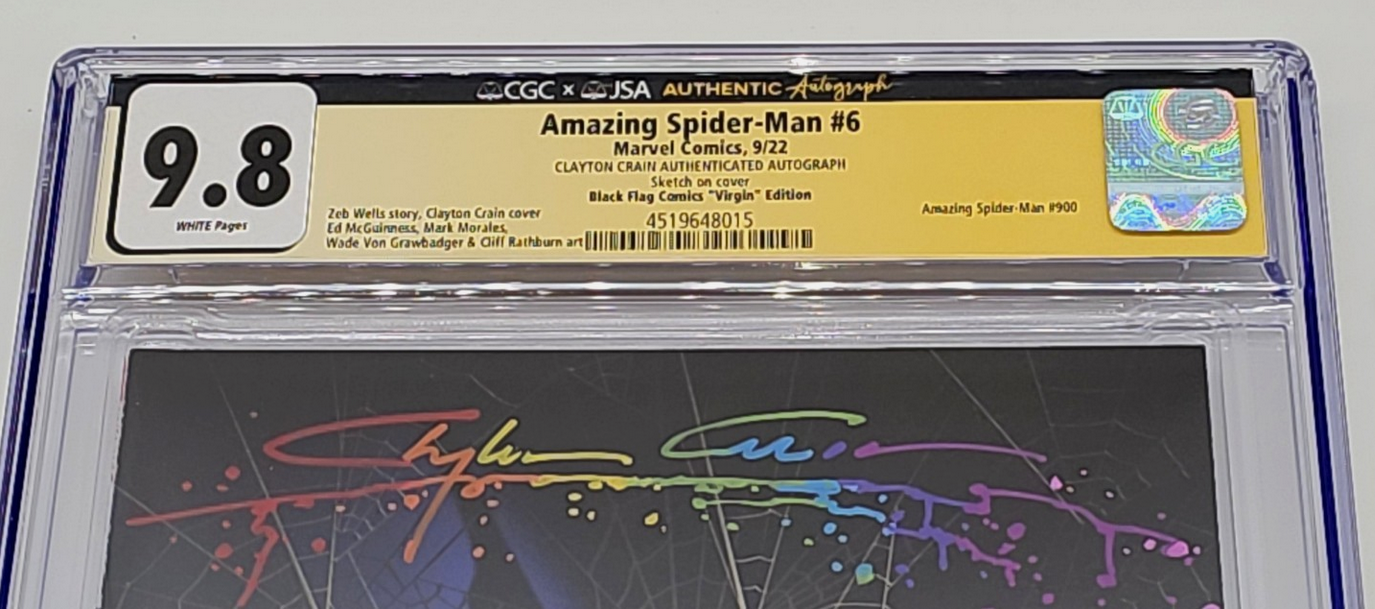 CGC × JSA AUTHENTIC Autograph
9.8
WHITE Pages
Amazing Spider-Man #6
Marvel Comics, 9/22
CLAYTON CRAIN AUTHENTICATED AUTOGRAPH
Sketch on cover
Black Flag Comics "Virgin" Edition
Zeb Wells story, Clayton Crain cover
Ed McGuinness, Mark Morales,
Wade Von Grawbadger & Cliff Rathburn art
4519648015
Amazing Spider-Man #900
Clayton Crain